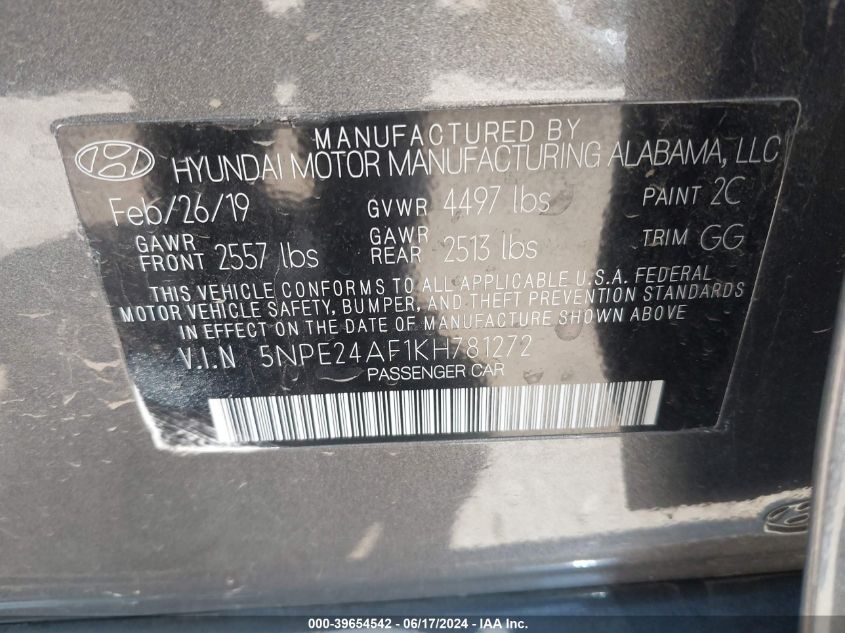 MANUFACTURED BY
HYUNDAI MOTOR MANUFACTURING ALABAMA, LLC
Feb/26/19 GVWR 4497 lbs PAINT 2C
GAWR FRONT 2557 lbs GAWR REAR 2513 lbs TRIM GG
THIS VEHICLE CONFORMS TO ALL APPLICABLE U.S.A. FEDERAL
MOTOR VEHICLE SAFETY, BUMPER, AND THEFT PREVENTION STANDARDS
IN EFFECT ON THE DATE OF MANUFACTURE SHOWN ABOVE
V.I.N 5NPE24AF1KH781272
PASSENGER CAR
000-39654542 - 06/17/2024 - IAA Inc.